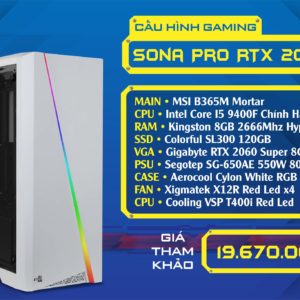 CẤU HÌNH GAMING
SONA PRO RTX 20
MAIN • MSI B365M Mortar
CPU • Intel Core I5 9400F Chính Hã
RAM • Kingston 8GB 2666Mhz Hyp
SSD • Colorful SL300 120GB
VGA • Gigabyte RTX 2060 Super 8G
PSU • Segotep SG-650AE 550W 80
CASE • Aerocool Cylon White RGB
FAN • Xigmatek X12R Red Led x4
CPU • Cooling VSP T400i Red Led
GIÁ THAM KHẢO
19.670.00